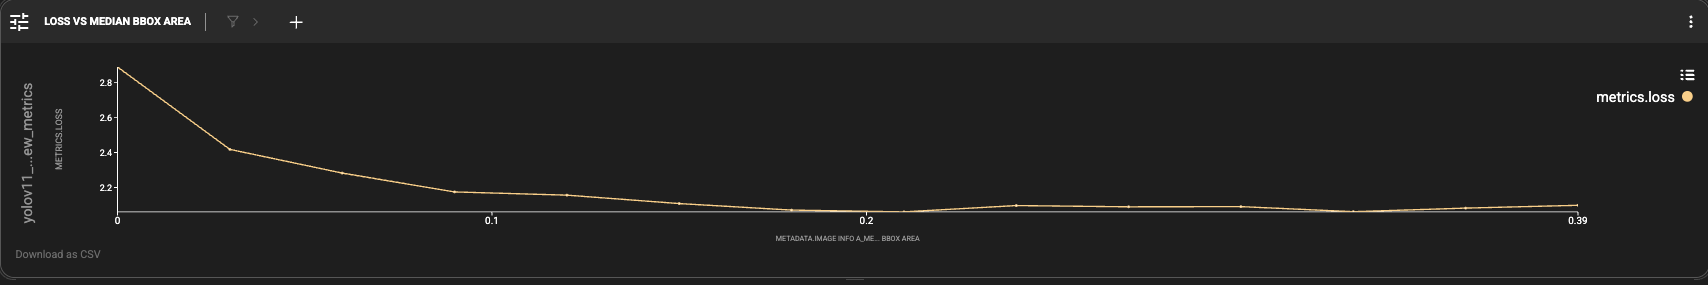 LOSS VS MEDIAN BBOX AREA
metrics.loss
yolov11_...ew_metrics
METRICS.LOSS
2.8
2.6
2.4
2.2
0
0.1
0.2
0.39
METADATA.IMAGE INFO A_ME... BBOX AREA
Download as CSV